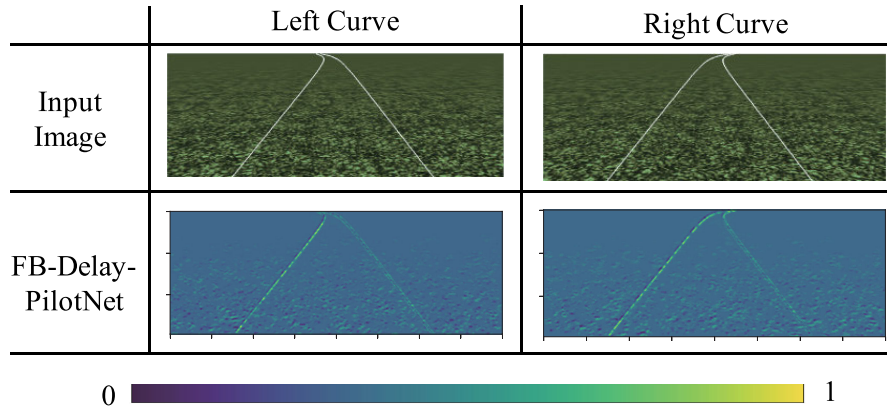 Left Curve
Right Curve
Input
Image
FB-Delay-
PilotNet
0
1